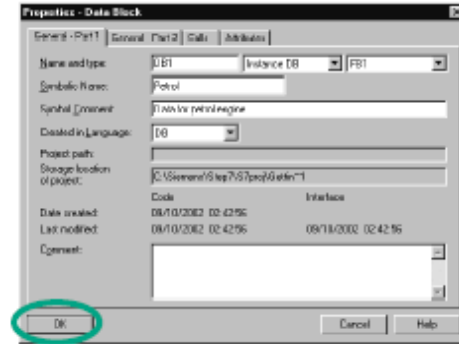 Properties - Data Block
General - Part 1 General - Part 2 Calls Attributes
Name and type: DB1 Instance DB FB1
Symbolic Name: Petrol
Symbol Comment: Data for petrol engine
Created in Language: DB
Project path:
Storage location
of project: C:\Siemens\Step7\S7proj\Gettin~1
Code Interface
Date created: 09/10/2002 02:42:56
Last modified: 09/10/2002 02:42:56 09/10/2002 02:42:56
Comment:
OK Cancel Help